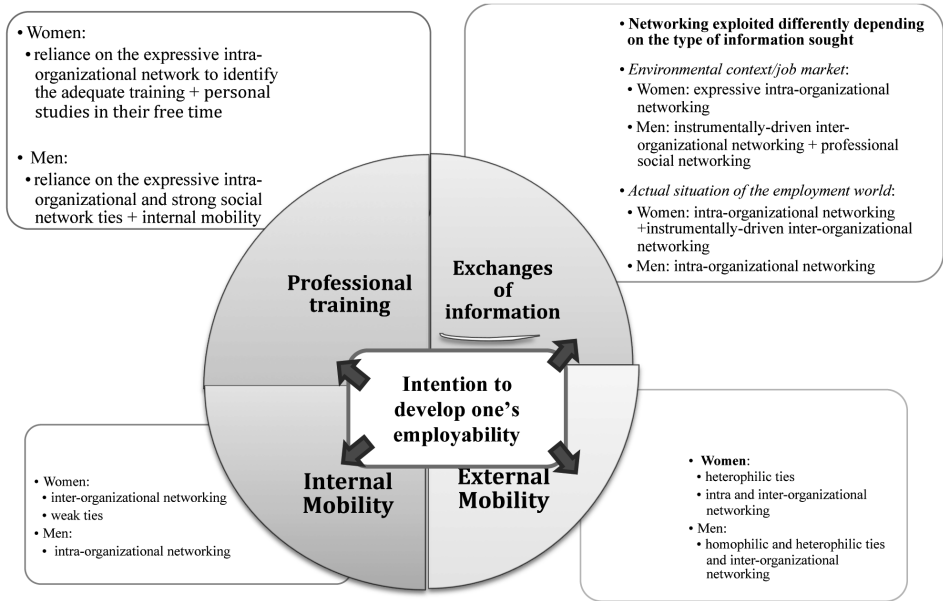 • Women:
• reliance on the expressive intra-
organizational network to identify
the adequate training + personal
studies in their free time
• Men:
• reliance on the expressive intra-
organizational and strong social
network ties + internal mobility
• Networking exploited differently depending
on the type of information sought
• Environmental context/job market:
• Women: expressive intra-organizational
networking
• Men: instrumentally-driven inter-
organizational networking + professional
social networking
• Actual situation of the employment world:
• Women: intra-organizational networking
+instrumentally-driven inter-organizational
networking
• Men: intra-organizational networking
Professional
training
Exchanges
of
information
Intention to
develop one's
employability
Internal
Mobility
External
Mobility
• Women:
• inter-organizational networking
• weak ties
• Men:
• intra-organizational networking
• Women:
• heterophilic ties
• intra and inter-organizational
networking
• Men:
• homophilic and heterophilic ties
and inter-organizational
networking